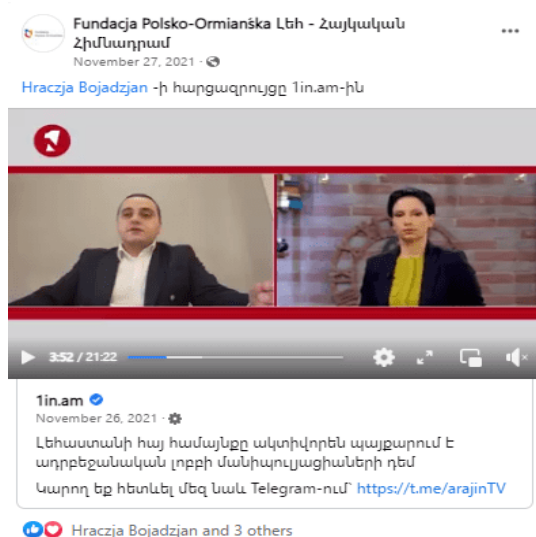 Fundacja Polsko-Ormiańska Լեհ - Հայկական
Հիմնադրամ
November 27, 2021 ·
Hraczja Bojadzjan -ի հարցազրույցը 1in.am-ին
3:52 / 21:22
1in.am
November 26, 2021 ·
Լեհաստանի հայ համայնքը ակտիվորեն պայքարում է
ադրբեջանական լոբբի մանիպուլյացիաների դեմ
Կարող եք հետևել մեզ նաև Telegram-ում՝ https://t.me/arajinTV
Hraczja Bojadzjan and 3 others